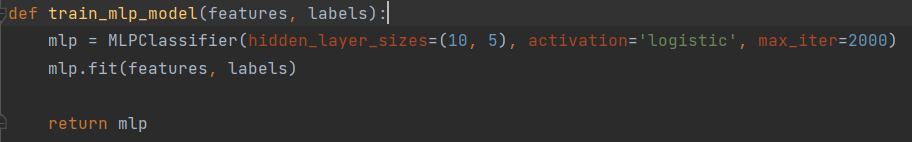 def train_mlp_model(features, labels):
    mlp = MLPClassifier(hidden_layer_sizes=(10, 5), activation='logistic', max_iter=2000)
    mlp.fit(features, labels)
    return mlp